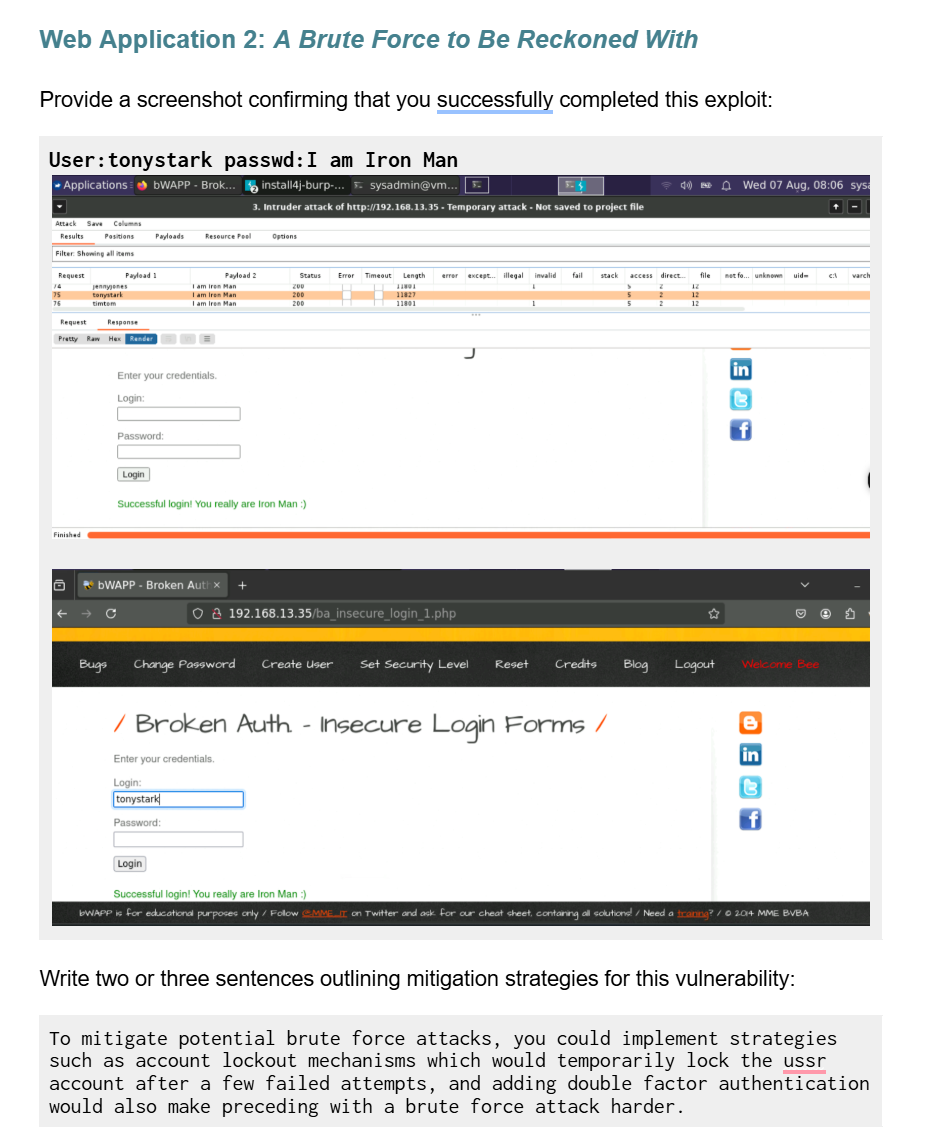 Web Application 2: A Brute Force to Be Reckoned With
Provide a screenshot confirming that you successfully completed this exploit:
User:tonystark passwd:I am Iron Man
Applications bWAPP - Brok... install4j-burp-... sysadmin@vm... Wed 07 Aug, 08:06 sysa
3. Intruder attack of http://192.168.13.35 - Temporary attack - Not saved to project file
Attack Save Columns
Results Positions Payloads Resource Pool Options
Filter: Showing all items
Request Payload 1 Payload 2 Status Error Timeout Length error except... illegal invalid fail stack access direct... file not fo... unknown uid= c:\ varch
74 jennyjones I am Iron Man 200 11801 1 5 2 12
75 tonystark I am Iron Man 200 11827 5 2 12
76 timtom I am Iron Man 200 11801 1 5 2 12
Request Response
Pretty Raw Hex Render
Enter your credentials.
Login:
Password:
Login
Successful login! You really are Iron Man :)
Finished
bWAPP - Broken Auth
192.168.13.35/ba_insecure_login_1.php
Bugs Change Password Create User Set Security Level Reset Credits Blog Logout Welcome Bee
/ Broken Auth. - Insecure Login Forms /
Enter your credentials.
Login:
tonystark
Password:
Login
Successful login! You really are Iron Man :)
bWAPP is for educational purposes only / Follow @MME_IT on Twitter and ask for our cheat sheet, containing all solutions! / Need a training? / © 2014 MME BVBA
Write two or three sentences outlining mitigation strategies for this vulnerability:
To mitigate potential brute force attacks, you could implement strategies
such as account lockout mechanisms which would temporarily lock the ussr
account after a few failed attempts, and adding double factor authentication
would also make preceding with a brute force attack harder.